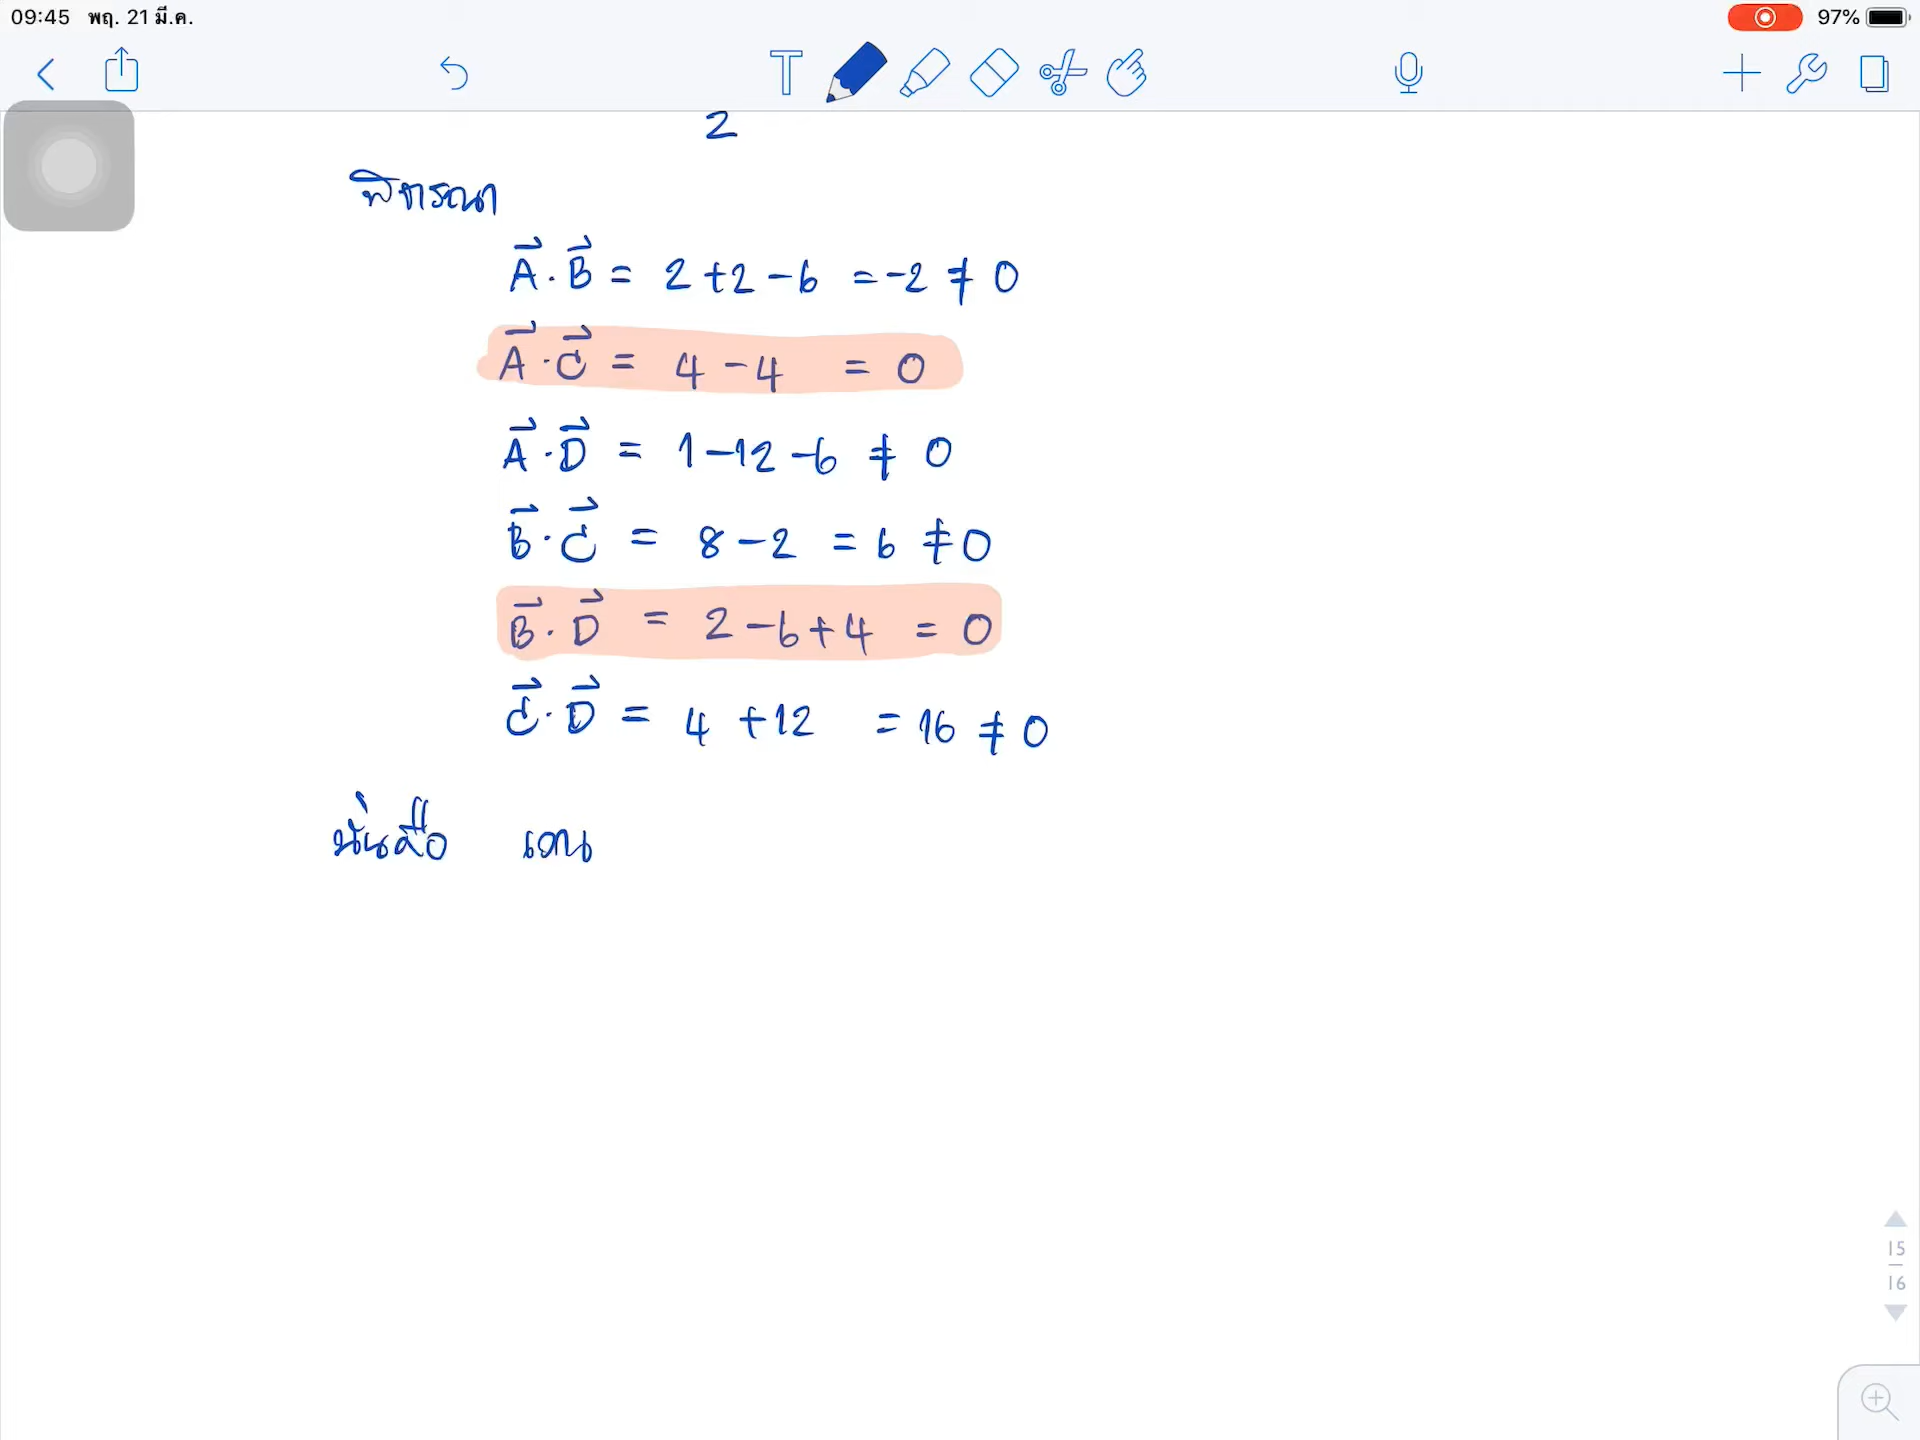 09:45 พฤ. 21 มี.ค. 97%
T
2
พิจารณา
A⃗ · B⃗ = 2 + 2 - 6 = -2 ≠ 0
A⃗ · C⃗ = 4 - 4 = 0
A⃗ · D⃗ = 1 - 12 - 6 ≠ 0
B⃗ · C⃗ = 8 - 2 = 6 ≠ 0
B⃗ · D⃗ = 2 - 6 + 4 = 0
C⃗ · D⃗ = 4 + 12 = 16 ≠ 0
นั่นคือ
15
16